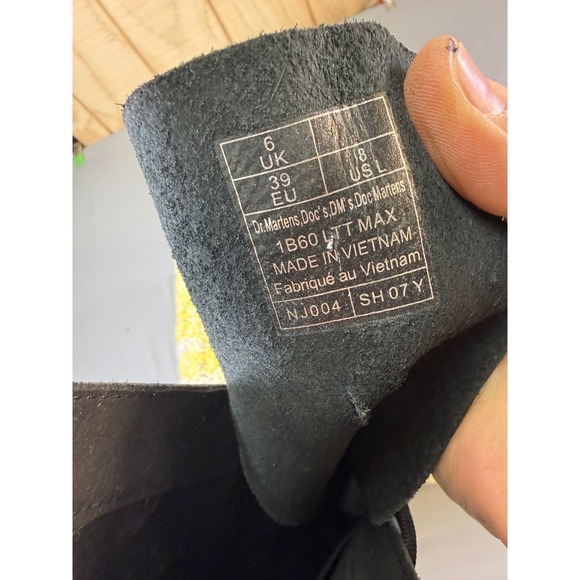 6
UK
39
EU
8
US L
Dr.Martens,Doc's,DM's,Doc Martens
1B60 LTT MAX
MADE IN VIETNAM
Fabriqué au Vietnam
NJ004
SH 07 Y